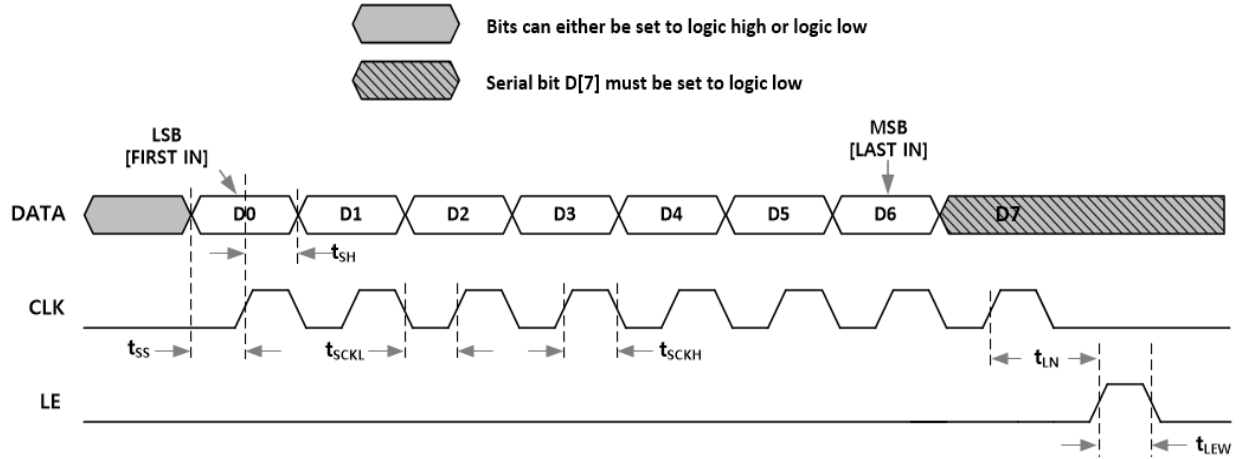 Bits can either be set to logic high or logic low
Serial bit D[7] must be set to logic low
LSB
[FIRST IN]
MSB
[LAST IN]
DATA
D0
D1
D2
D3
D4
D5
D6
D7
tSH
CLK
tSS
tSCKL
tSCKH
tLN
LE
tLEW